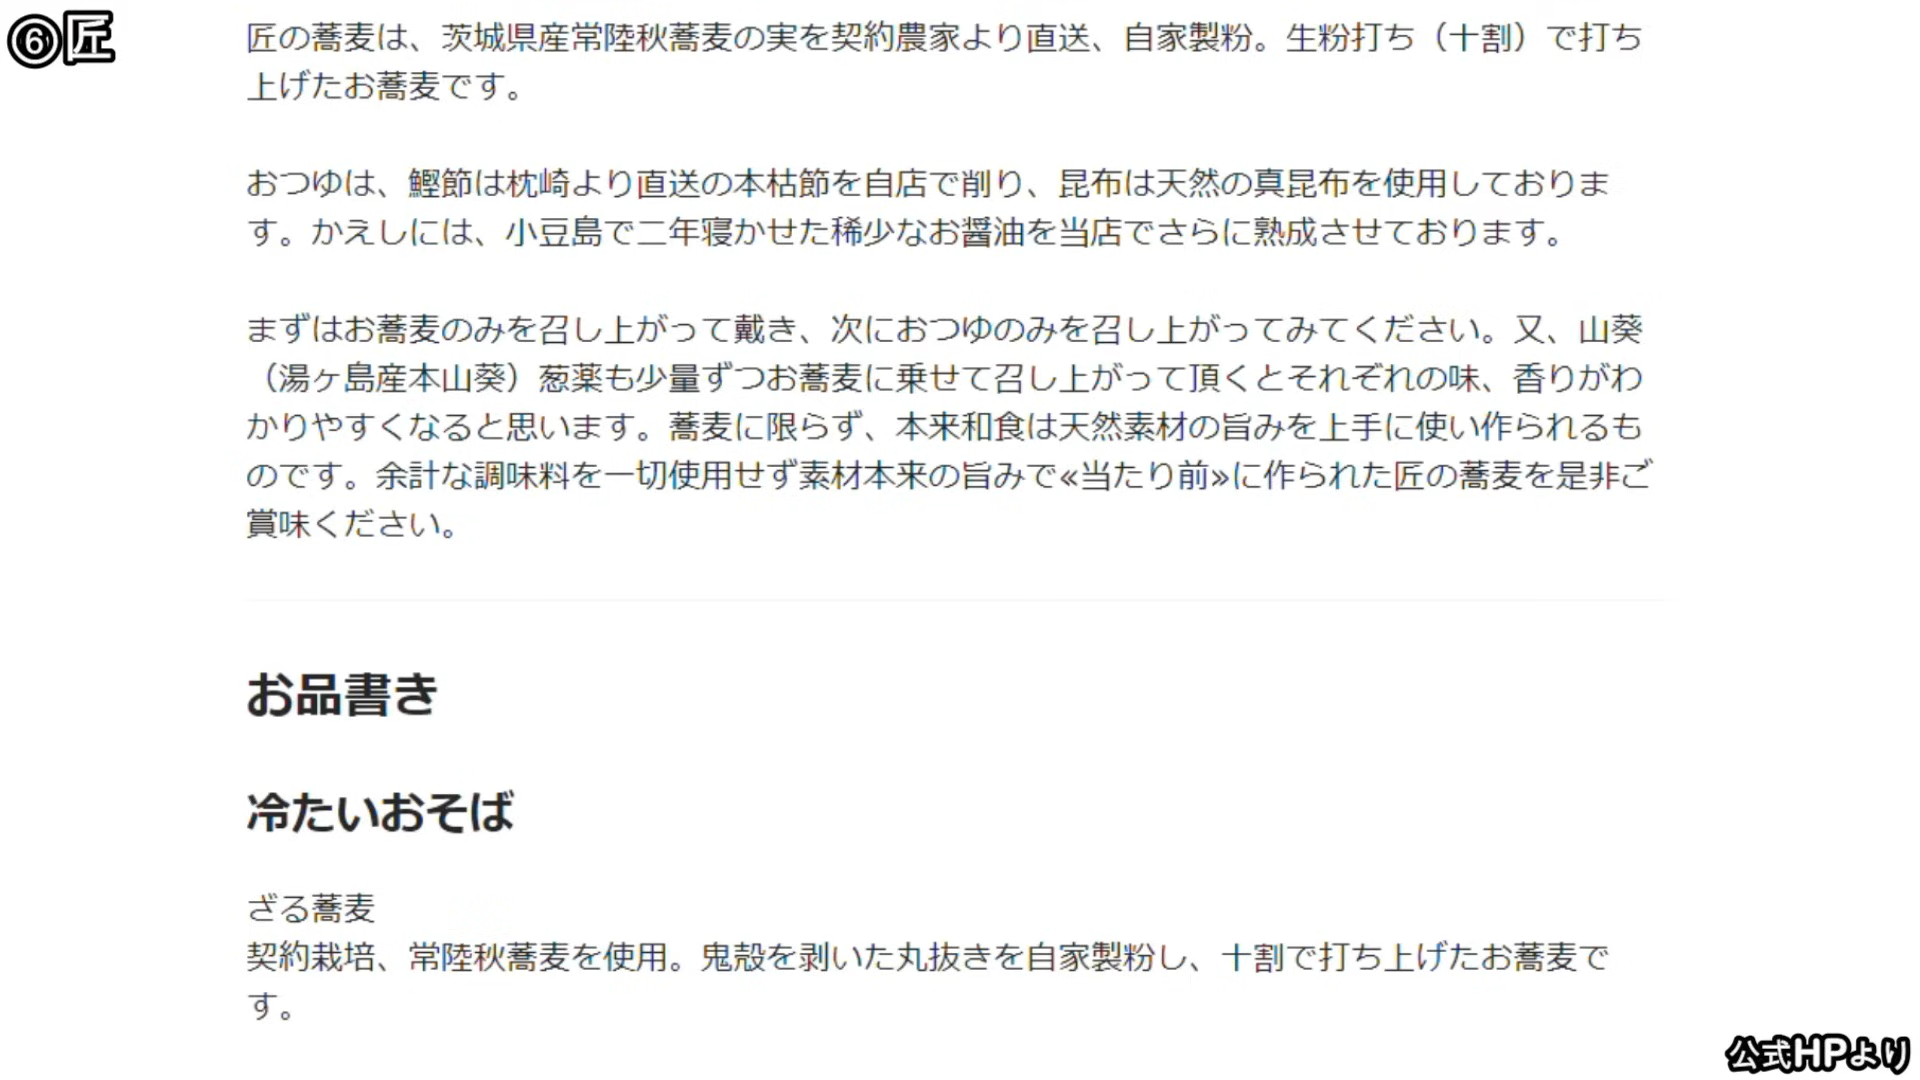 ⑥匠
匠の蕎麦は、茨城県産常陸秋蕎麦の実を契約農家より直送、自家製粉。生粉打ち（十割）で打ち
上げたお蕎麦です。
おつゆは、鰹節は枕崎より直送の本枯節を自店で削り、昆布は天然の真昆布を使用しておりま
す。かえしには、小豆島で二年寝かせた稀少なお醤油を当店でさらに熟成させております。
まずはお蕎麦のみを召し上がって戴き、次におつゆのみを召し上がってみてください。又、山葵
（湯ヶ島産本山葵）葱薬も少量ずつお蕎麦に乗せて召し上がって頂くとそれぞれの味、香りがわ
かりやすくなると思います。蕎麦に限らず、本来和食は天然素材の旨みを上手に使い作られるも
のです。余計な調味料を一切使用せず素材本来の旨みで«当たり前»に作られた匠の蕎麦を是非ご
賞味ください。
お品書き
冷たいおそば
ざる蕎麦
契約栽培、常陸秋蕎麦を使用。鬼殻を剥いた丸抜きを自家製粉し、十割で打ち上げたお蕎麦で
す。
公式HPより